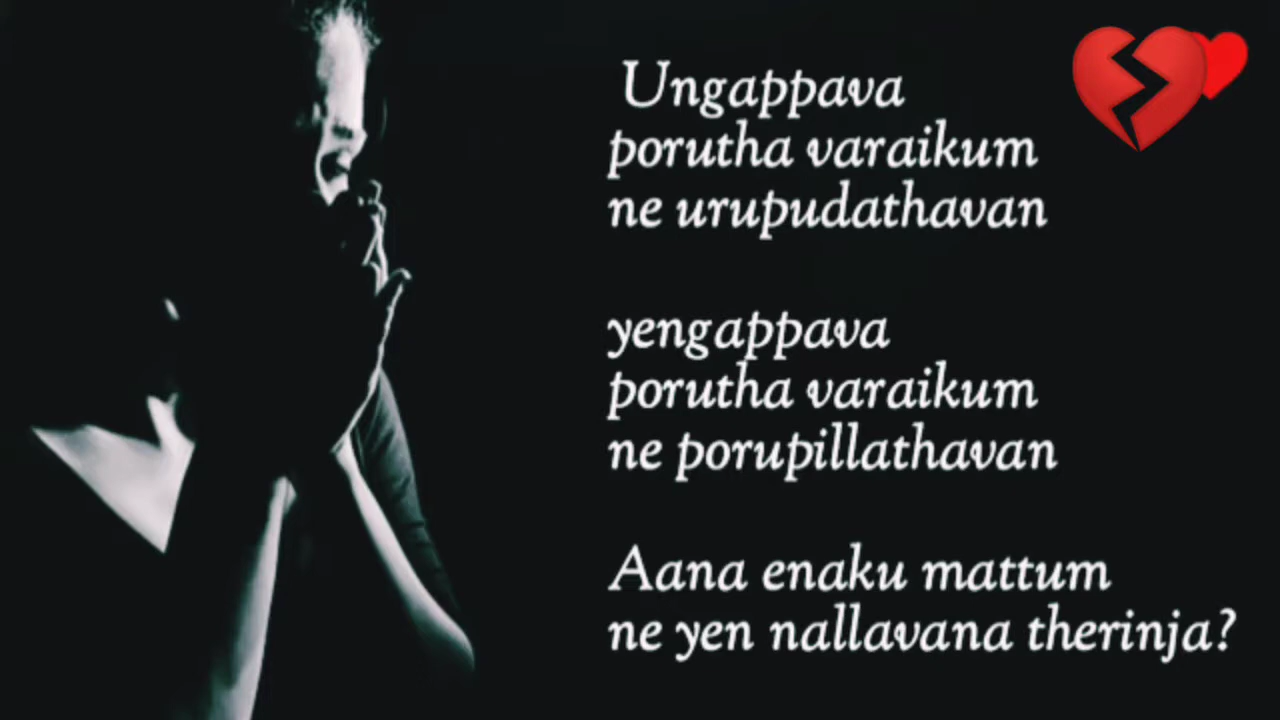 Ungappava
porutha varaikum
ne urupudathavan
yengappava
porutha varaikum
ne porupillathavan
Aana enaku mattum
ne yen nallavana therinja?